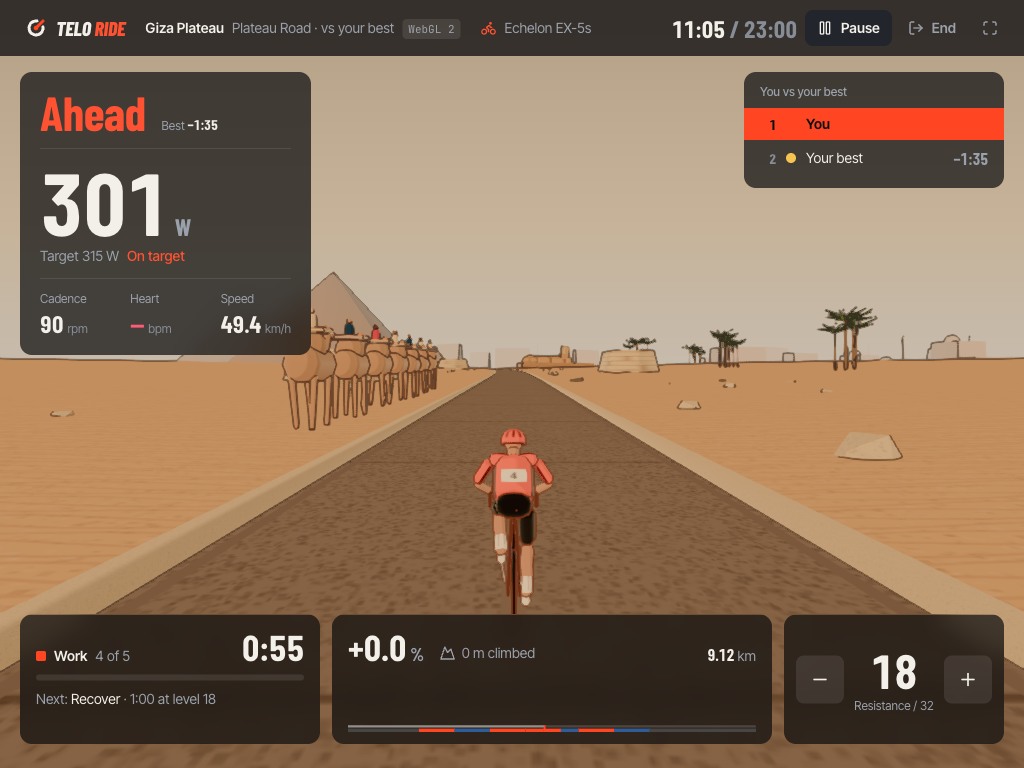 TELO RIDE
Giza Plateau Plateau Road · vs your best WebGL 2 Echelon EX-5s 11:05 / 23:00 Pause End
Ahead Best −1:35
301 W
Target 315 W On target
Cadence Heart Speed
90 rpm — bpm 49.4 km/h
You vs your best
1 You
2 Your best −1:35
4
Work 4 of 5 0:55
Next: Recover · 1:00 at level 18
+0.0 % 0 m climbed 9.12 km
− 18 +
Resistance / 32